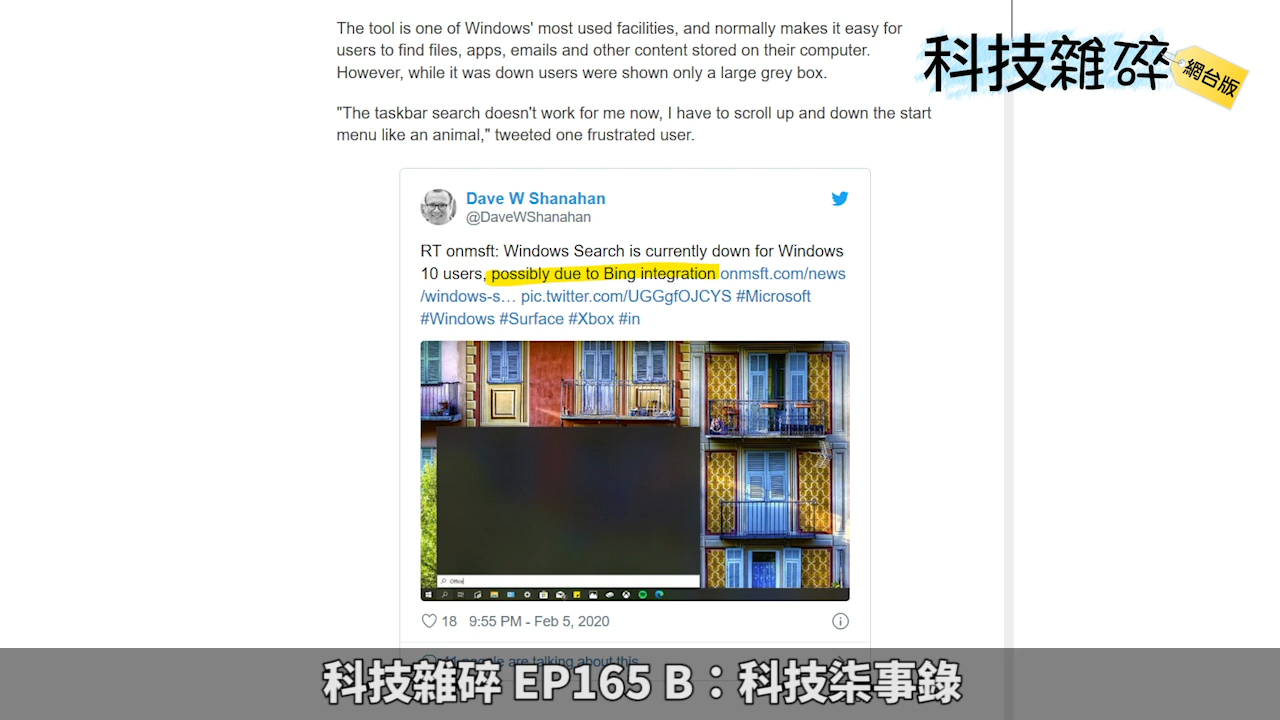 The tool is one of Windows' most used facilities, and normally makes it easy for
users to find files, apps, emails and other content stored on their computer.
However, while it was down users were shown only a large grey box.
科技雜碎
網台版
"The taskbar search doesn't work for me now, I have to scroll up and down the start
menu like an animal," tweeted one frustrated user.
Dave W Shanahan
@DaveWShanahan
RT onmsft: Windows Search is currently down for Windows
10 users, possibly due to Bing integration onmsft.com/news
/windows-s… pic.twitter.com/UGGgfOJCYS #Microsoft
#Windows #Surface #Xbox #in
Office
18 9:55 PM - Feb 5, 2020
people are talking about this
科技雜碎 EP165 B：科技柒事錄